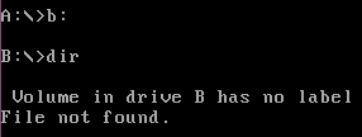 A:\>b:
B:\>dir
Volume in drive B has no label
File not found.